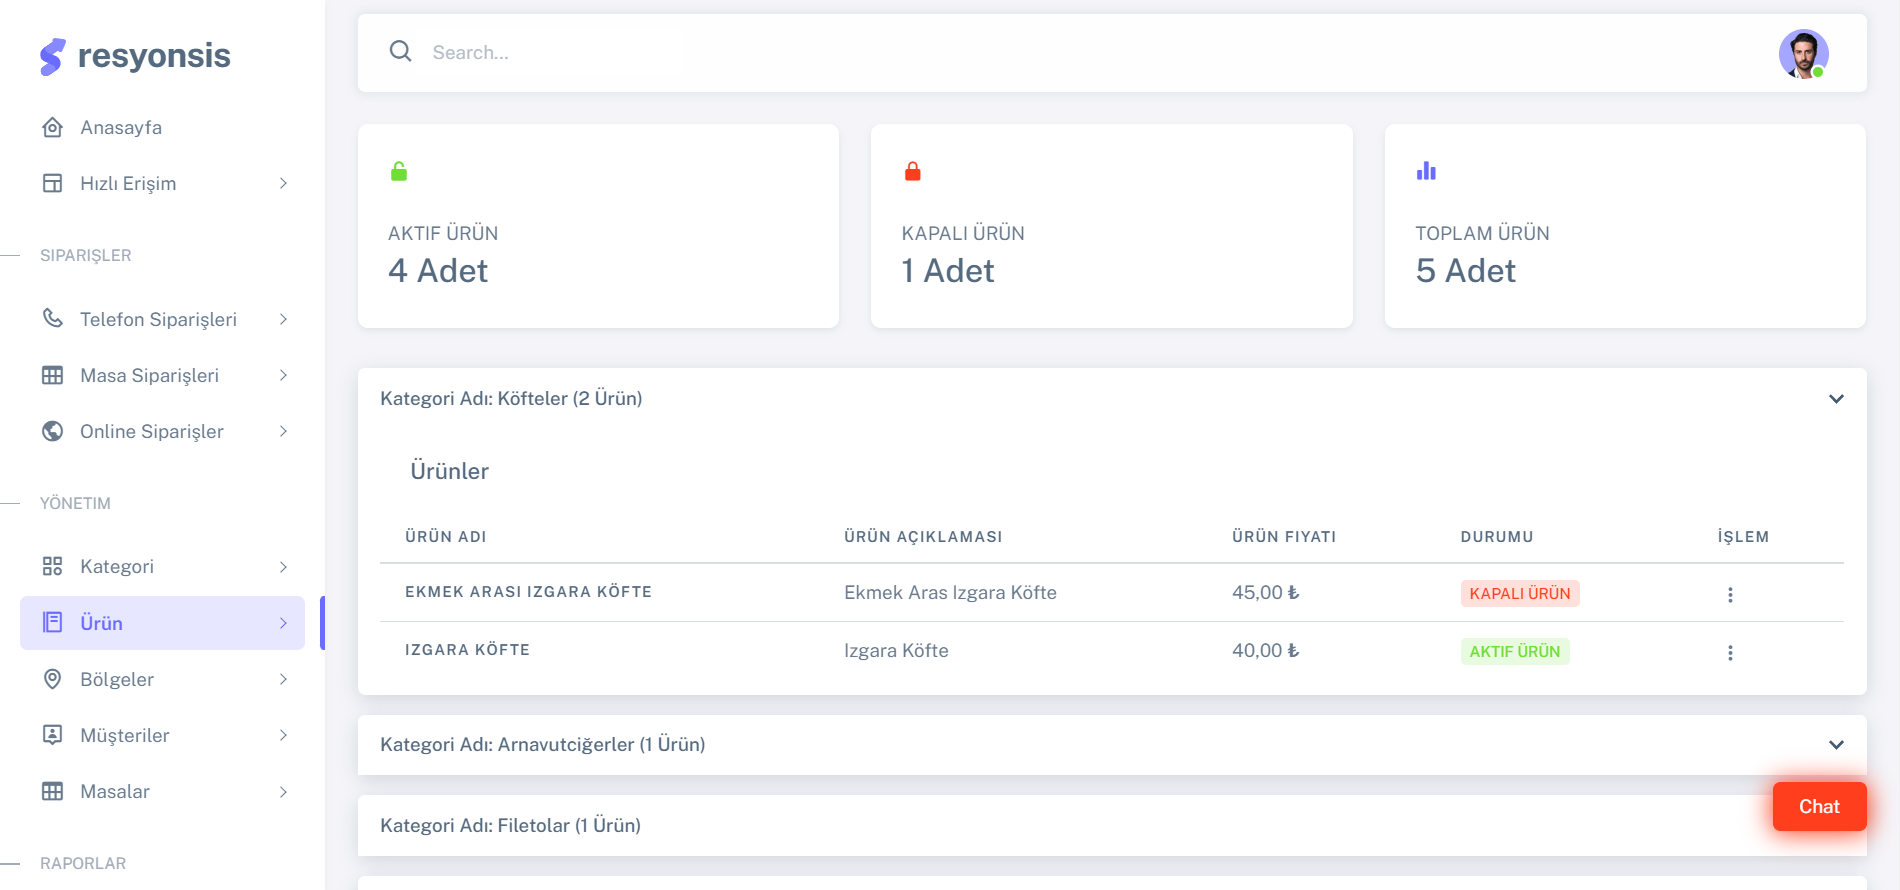 resyonsis
Anasayfa
Hızlı Erişim
SIPARIŞLER
Telefon Siparişleri
Masa Siparişleri
Online Siparişler
YÖNETIM
Kategori
Ürün
Bölgeler
Müşteriler
Masalar
RAPORLAR
Search...
AKTIF ÜRÜN
4 Adet
KAPALI ÜRÜN
1 Adet
TOPLAM ÜRÜN
5 Adet
Kategori Adı: Köfteler (2 Ürün)
Ürünler
ÜRÜN ADI ÜRÜN AÇIKLAMASI ÜRÜN FIYATI DURUMU İŞLEM
EKMEK ARASI IZGARA KÖFTE Ekmek Aras Izgara Köfte 45,00 ₺ KAPALI ÜRÜN
IZGARA KÖFTE Izgara Köfte 40,00 ₺ AKTIF ÜRÜN
Kategori Adı: Arnavutciğerler (1 Ürün)
Kategori Adı: Filetolar (1 Ürün)
Chat